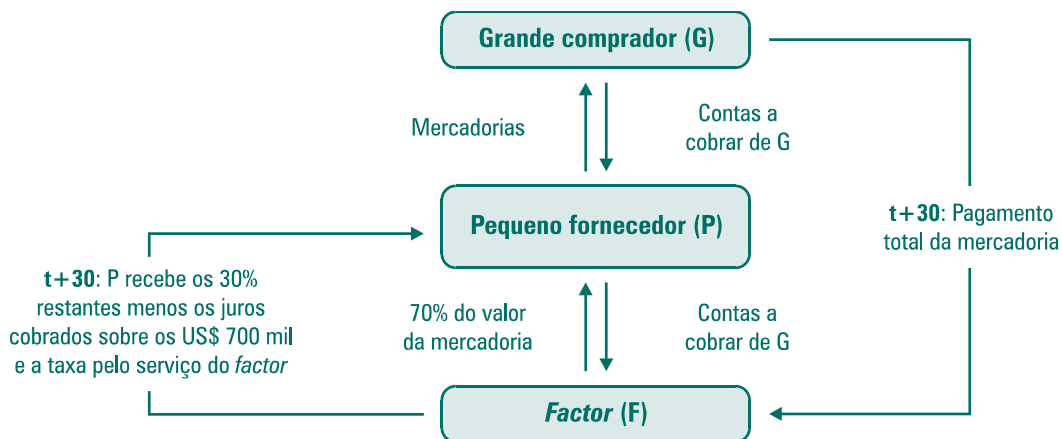 Grande comprador (G)
Mercadorias
Contas a
cobrar de G
Pequeno fornecedor (P)
t+30: Pagamento
total da mercadoria
t+30: P recebe os 30%
restantes menos os juros
cobrados sobre os US$ 700 mil
e a taxa pelo serviço do factor
70% do valor
da mercadoria
Contas a
cobrar de G
Factor (F)